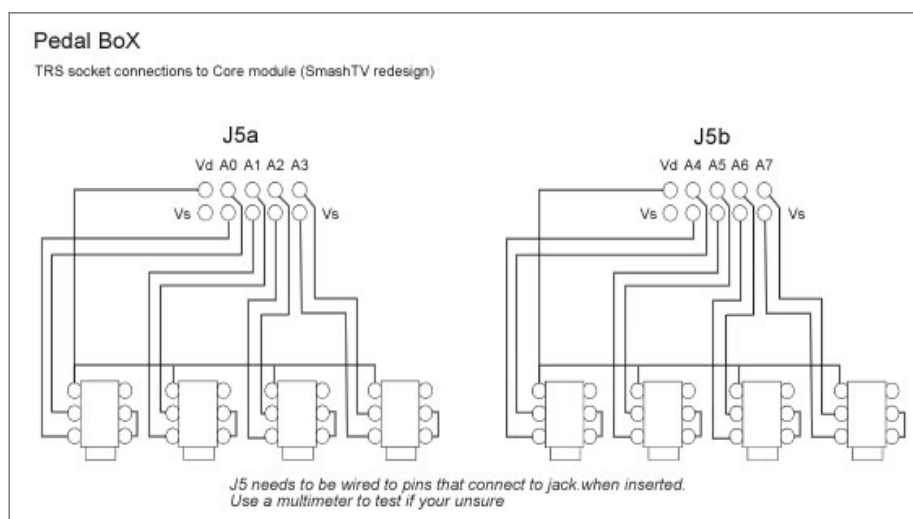 Pedal BoX
TRS socket connections to Core module (SmashTV redesign)
J5a
J5b
Vd A0 A1 A2 A3
Vd A4 A5 A6 A7
Vs Vs
Vs Vs
J5 needs to be wired to pins that connect to jack.when inserted.
Use a multimeter to test if your unsure